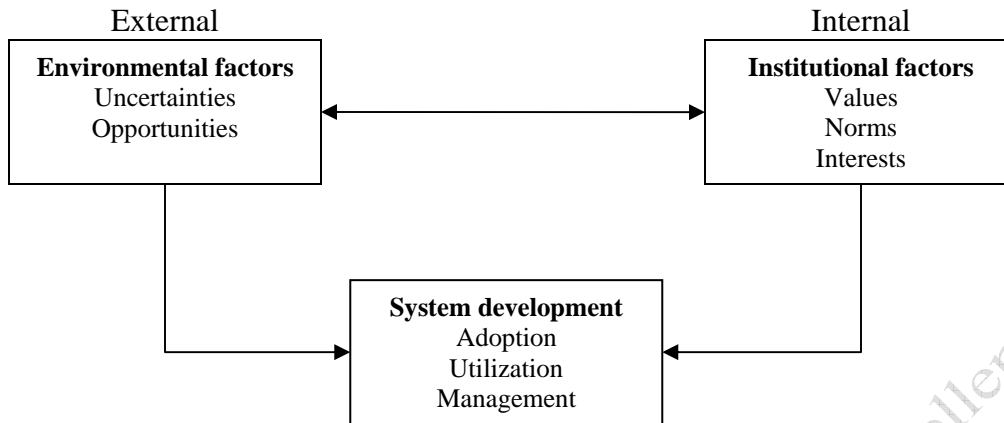 External
Internal
Environmental factors
Uncertainties
Opportunities
Institutional factors
Values
Norms
Interests
System development
Adoption
Utilization
Management